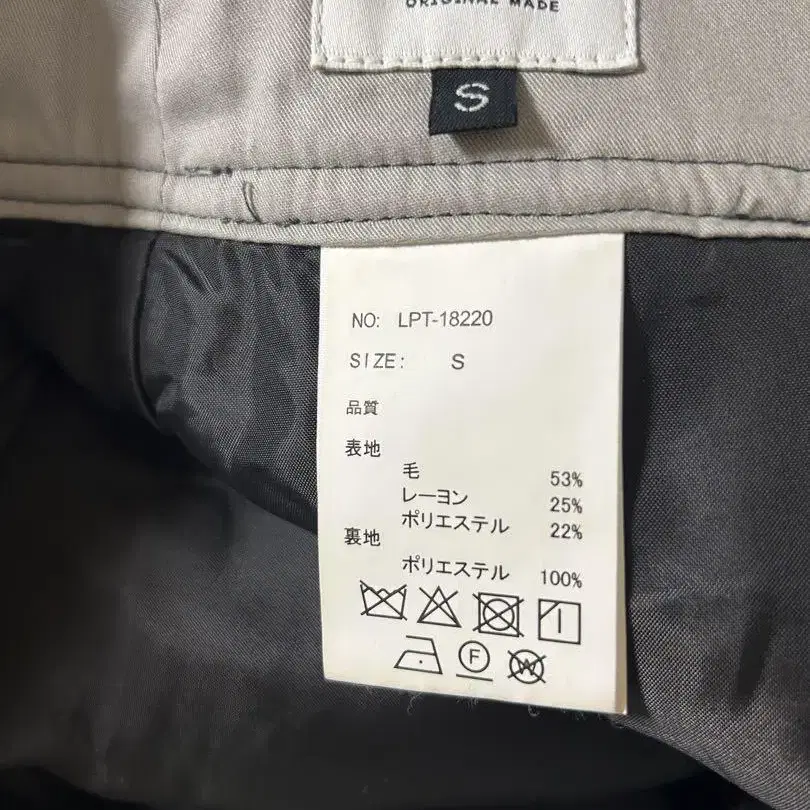 ORIGINAL MADE
S
NO: LPT-18220
SIZE: S
品質
表地
毛 53%
レーヨン 25%
ポリエステル 22%
裏地
ポリエステル 100%
F
W